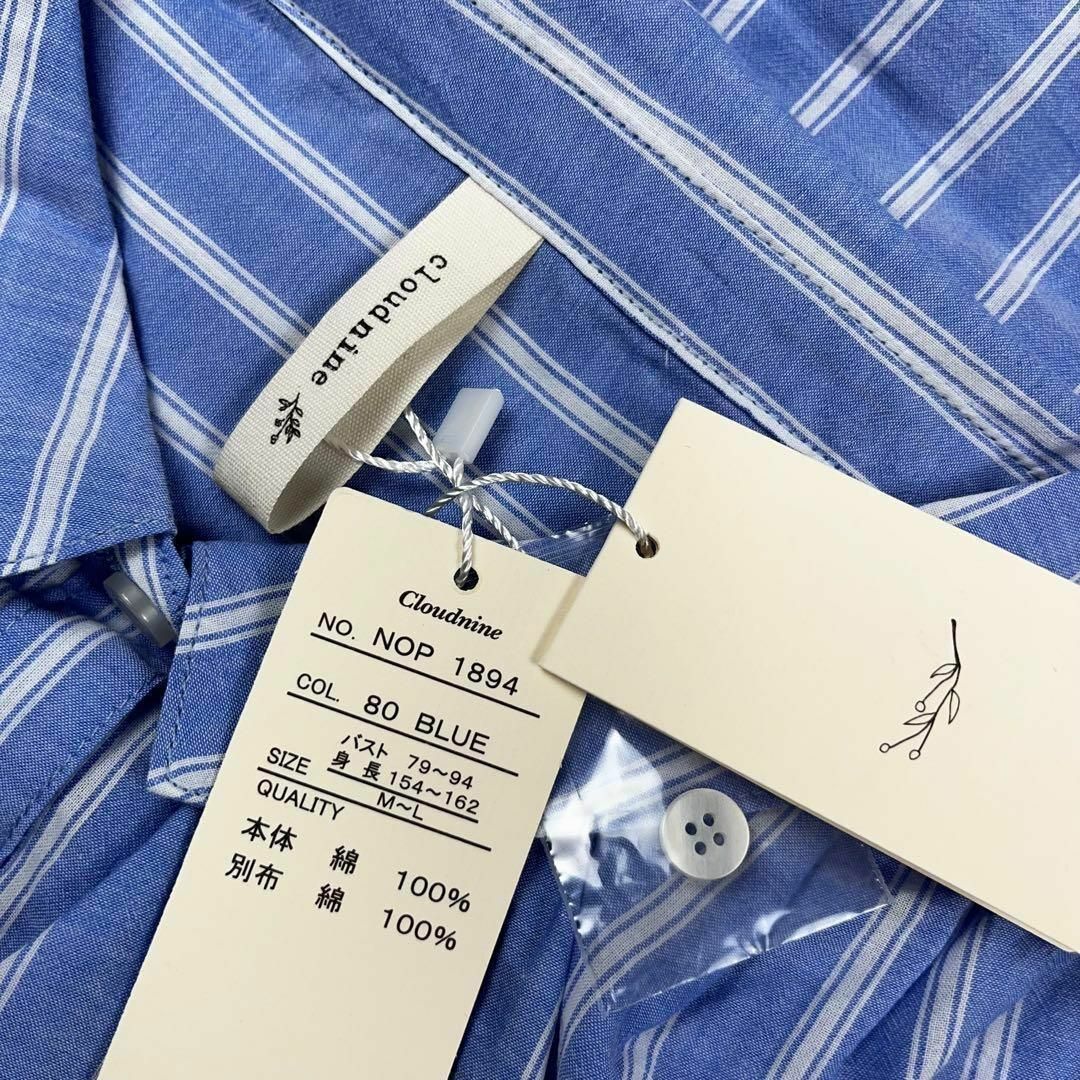 cloudnine
Cloudnine
NO. NOP 1894
COL. 80 BLUE
バスト 79〜94
SIZE 身長 154〜162
M〜L
QUALITY
本体 綿 100%
別布 綿 100%